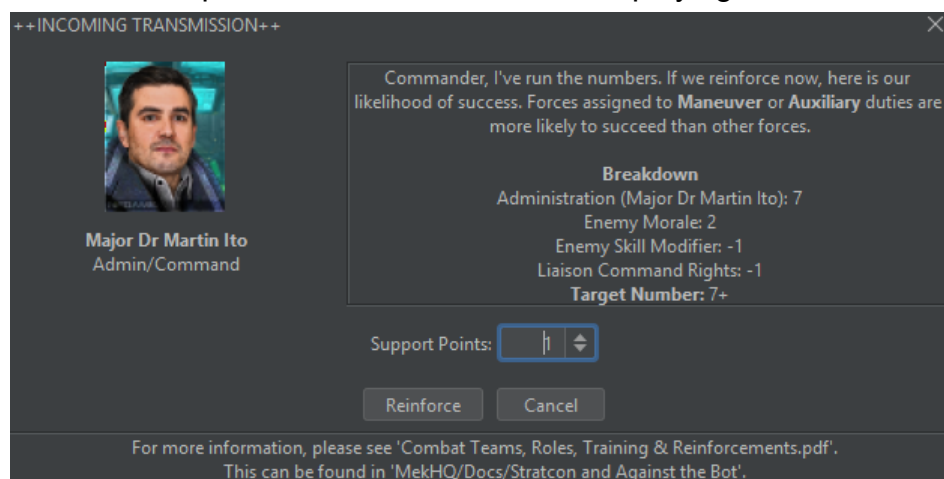 ++INCOMING TRANSMISSION++
Commander, I've run the numbers. If we reinforce now, here is our
likelihood of success. Forces assigned to Maneuver or Auxiliary duties are
more likely to succeed than other forces.
Breakdown
Administration (Major Dr Martin Ito): 7
Enemy Morale: 2
Enemy Skill Modifier: -1
Liaison Command Rights: -1
Target Number: 7+
Major Dr Martin Ito
Admin/Command
Support Points: 1
Reinforce Cancel
For more information, please see 'Combat Teams, Roles, Training & Reinforcements.pdf'.
This can be found in 'MekHQ/Docs/Stratcon and Against the Bot'.